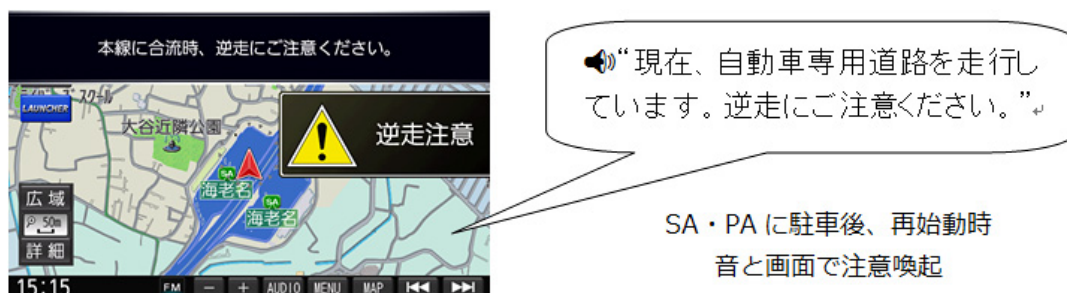 本線に合流時、逆走にご注意ください。
LAUNCHER
大谷近隣公園
逆走注意
SA
海老名
SA
海老名
広域
50m
詳細
15:15
FM
−
+
AUDIO
MENU
MAP
“現在、自動車専用道路を走行し
ています。逆走にご注意ください。”
SA・PAに駐車後、再始動時
音と画面で注意喚起